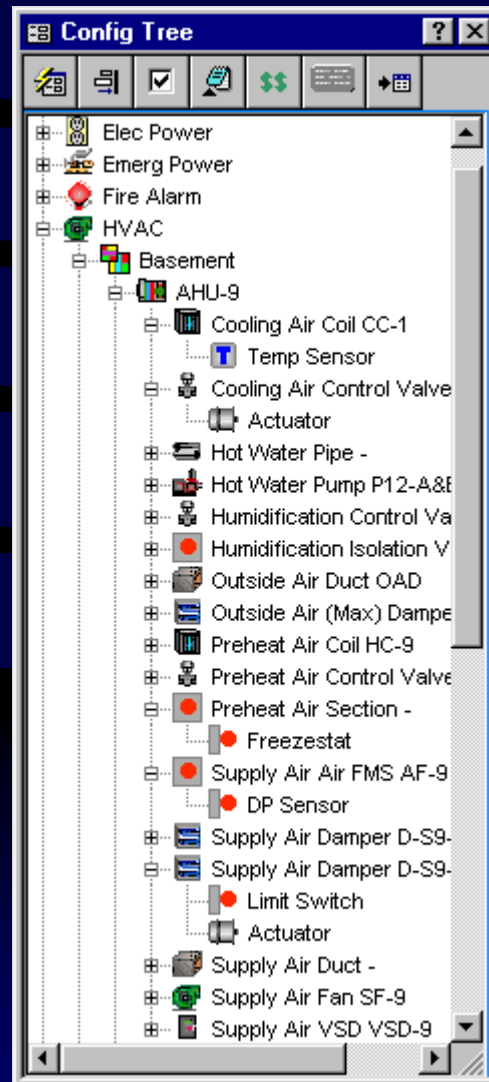 Config Tree
?
$$
Elec Power
Emerg Power
Fire Alarm
HVAC
Basement
AHU-9
Cooling Air Coil CC-1
T Temp Sensor
Cooling Air Control Valve
Actuator
Hot Water Pipe -
Hot Water Pump P12-A&B
Humidification Control Va
Humidification Isolation V
Outside Air Duct OAD
Outside Air (Max) Dampe
Preheat Air Coil HC-9
Preheat Air Control Valve
Preheat Air Section -
Freezestat
Supply Air Air FMS AF-9
DP Sensor
Supply Air Damper D-S9-
Supply Air Damper D-S9-
Limit Switch
Actuator
Supply Air Duct -
Supply Air Fan SF-9
Supply Air VSD VSD-9